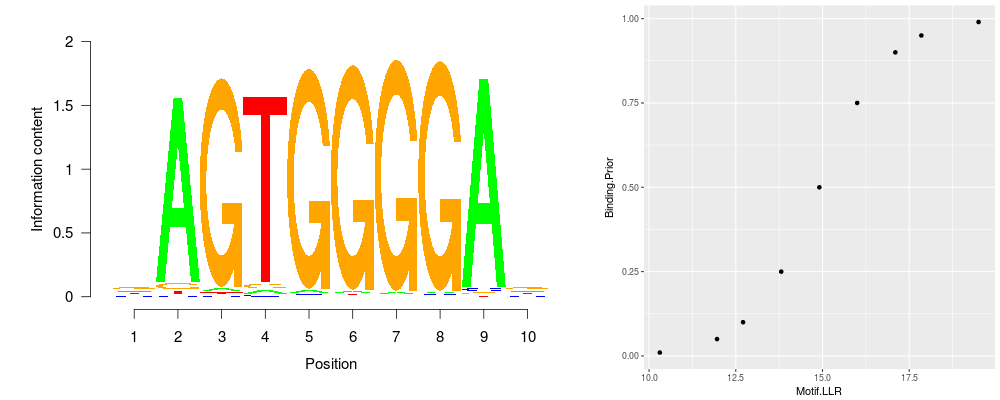 2
1.5
1
0.5
0
Information content
A G T G G G G A
1 2 3 4 5 6 7 8 9 10
Position
1.00
0.75
0.50
0.25
0.00
Binding.Prior
10.0 12.5 15.0 17.5
Motif.LLR